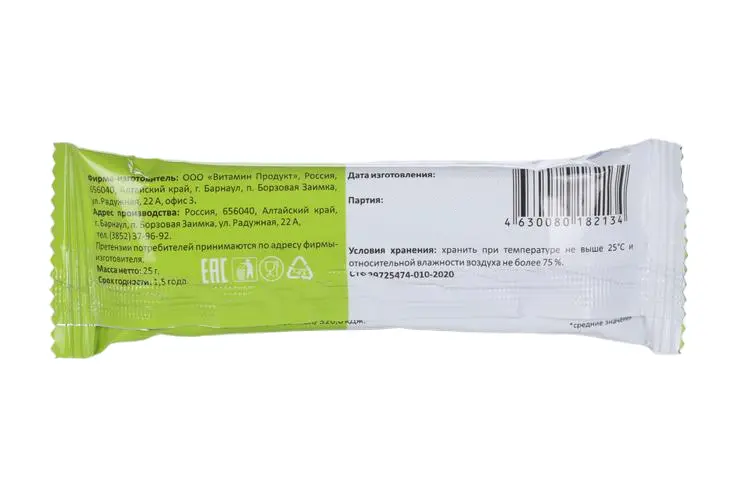 Фирма-изготовитель: ООО «Витамин Продукт», Россия,
656040, Алтайский край, г. Барнаул, п. Борзовая Заимка,
ул. Радужная, 22 А, офис 3.
Адрес производства: Россия, 656040, Алтайский край,
г. Барнаул, п. Борзовая Заимка, ул. Радужная, 22 А,
тел. (3852) 37-96-92.
Претензии потребителей принимаются по адресу фирмы-
изготовителя.
Масса нетто: 25 г.
Срок годности: 1,5 года.
EAC
Дата изготовления:
Партия:
4 630080 182134
Условия хранения: хранить при температуре не выше 25°С и
относительной влажности воздуха не более 75 %.
29725474-010-2020
кДж.
*средние значения